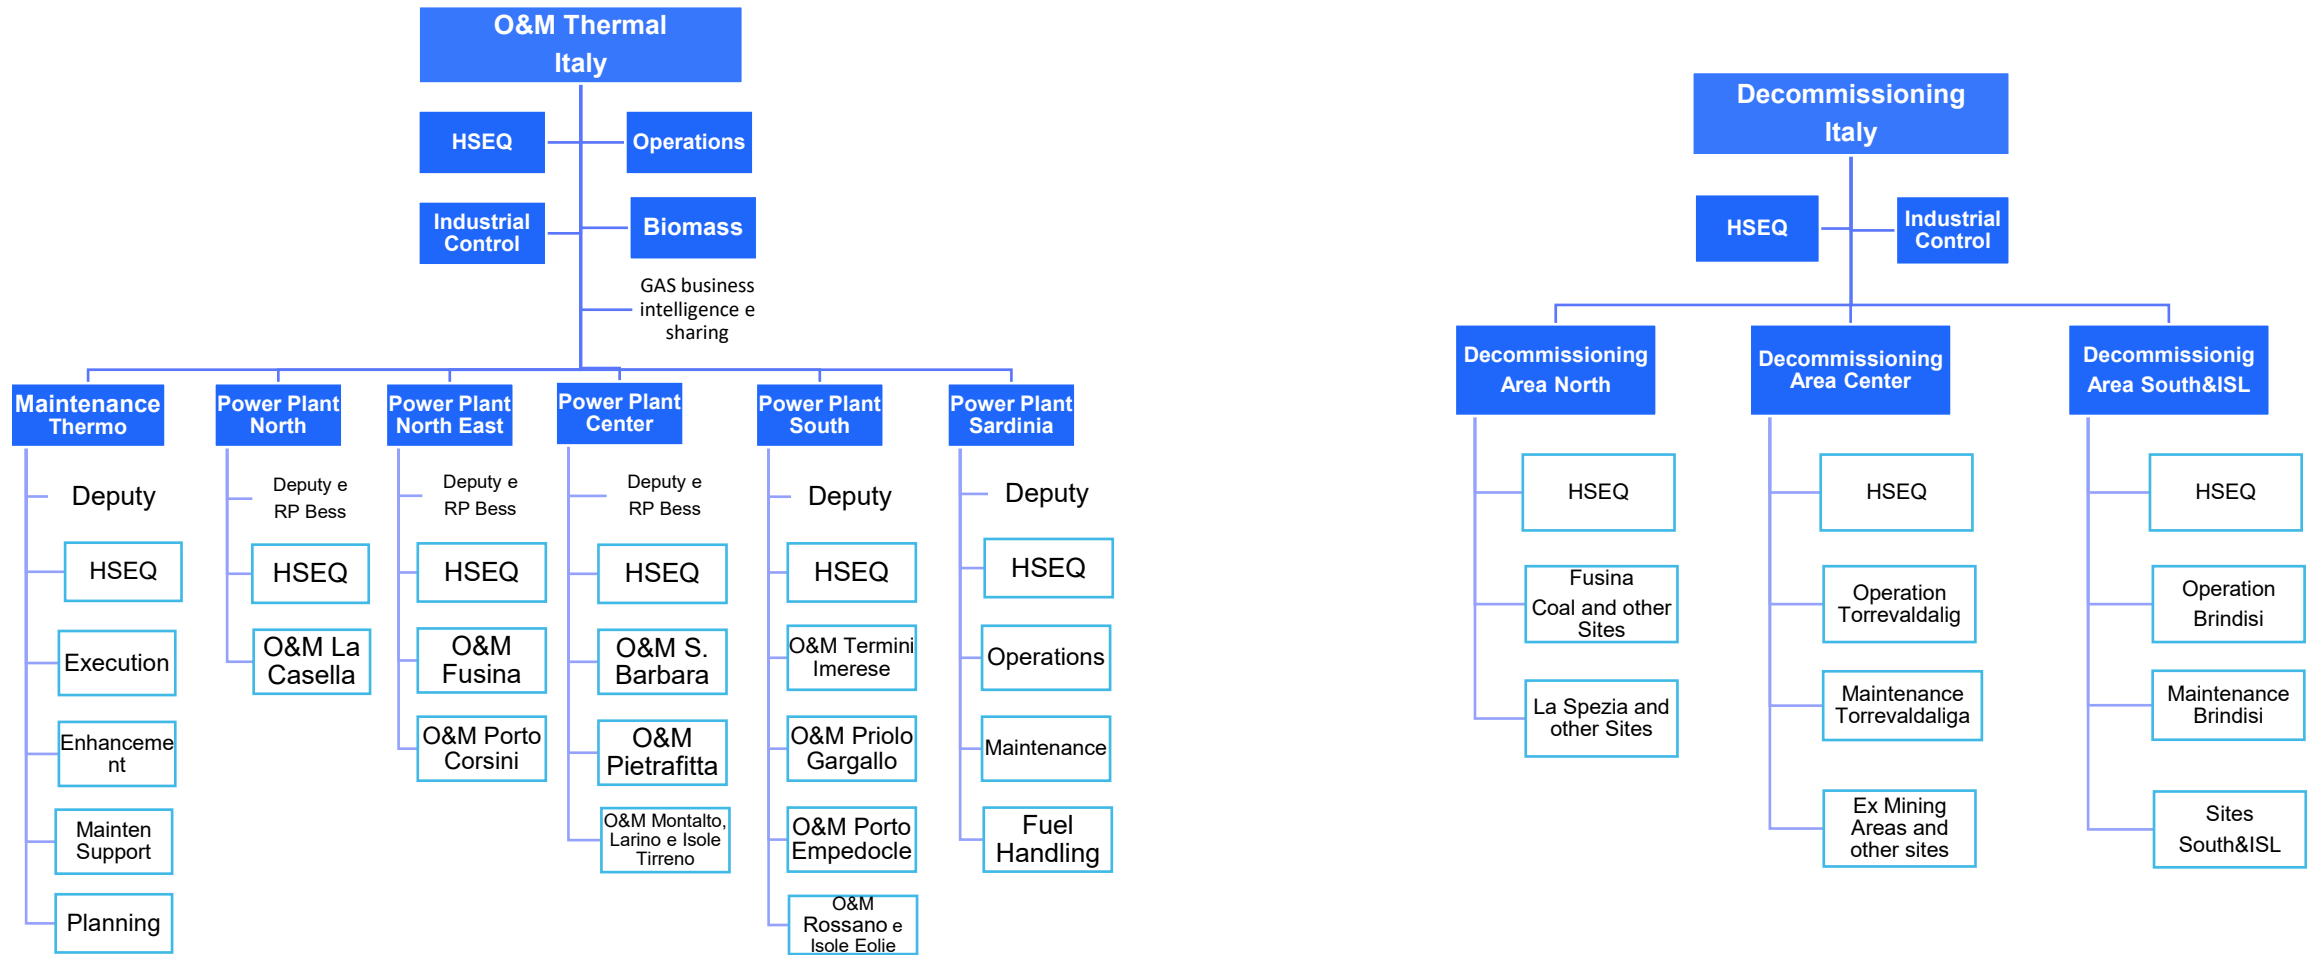 O&M Thermal
Italy
HSEQ
Operations
Industrial
Control
Biomass
GAS business
intelligence e
sharing
Maintenance
Thermo
Deputy
HSEQ
Execution
Enhanceme
nt
Mainten
Support
Planning
Power Plant
North
Deputy e
RP Bess
HSEQ
O&M La
Casella
Power Plant
North East
Deputy e
RP Bess
HSEQ
O&M
Fusina
O&M Porto
Corsini
Power Plant
Center
Deputy e
RP Bess
HSEQ
O&M S.
Barbara
O&M
Pietrafitta
O&M Montalto,
Larino e Isole
Tirreno
Power Plant
South
Deputy
HSEQ
O&M Termini
Imerese
O&M Priolo
Gargallo
O&M Porto
Empedocle
O&M
Rossano e
Isole Eolie
Power Plant
Sardinia
Deputy
HSEQ
Operations
Maintenance
Fuel
Handling
Decommissioning
Italy
HSEQ
Industrial
Control
Decommissioning
Area North
HSEQ
Fusina
Coal and other
Sites
La Spezia and
other Sites
Decommissioning
Area Center
HSEQ
Operation
Torrevaldalig
Maintenance
Torrevaldaliga
Ex Mining
Areas and
other sites
Decommissionig
Area South&ISL
HSEQ
Operation
Brindisi
Maintenance
Brindisi
Sites
South&ISL